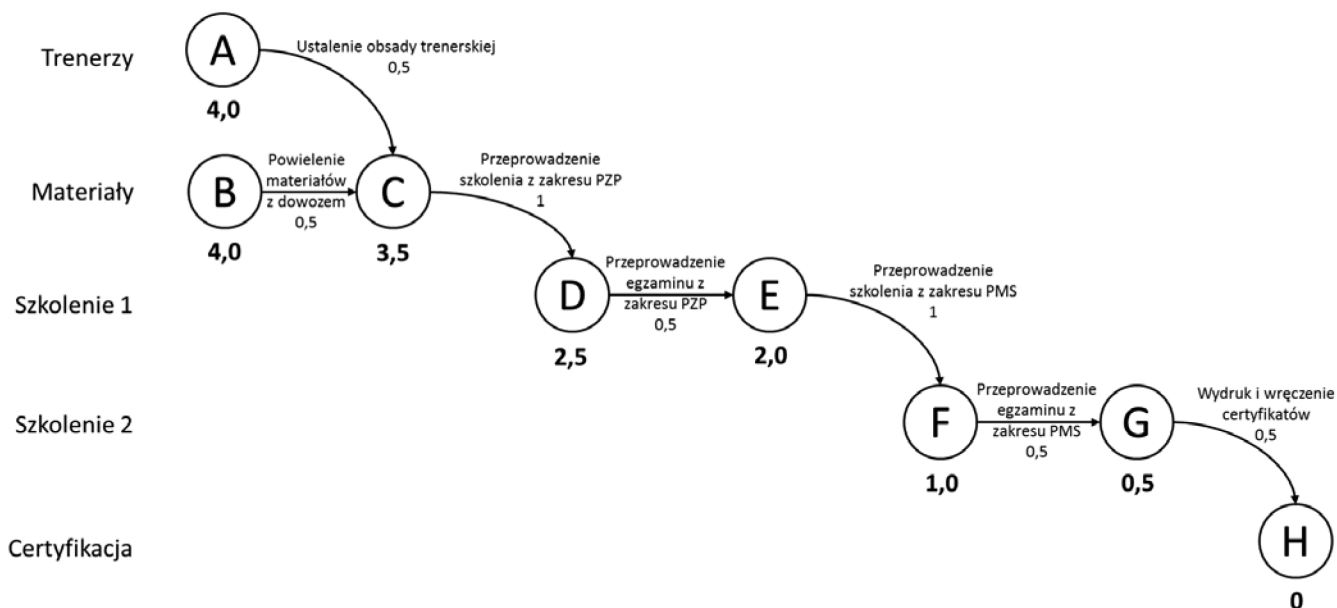 Trenerzy
A
Ustalenie obsady trenerskiej
0,5
4,0
Materiały
B
Powielenie
materiałów
z dowozem
0,5
C
Przeprowadzenie
szkolenia z zakresu PZP
1
4,0
3,5
Szkolenie 1
D
Przeprowadzenie
egzaminu z
zakresu PZP
0,5
E
Przeprowadzenie
szkolenia z zakresu PMS
1
2,5
2,0
Szkolenie 2
F
Przeprowadzenie
egzaminu z
zakresu PMS
0,5
G
Wydruk i wręczenie
certyfikatów
0,5
1,0
0,5
Certyfikacja
H
0